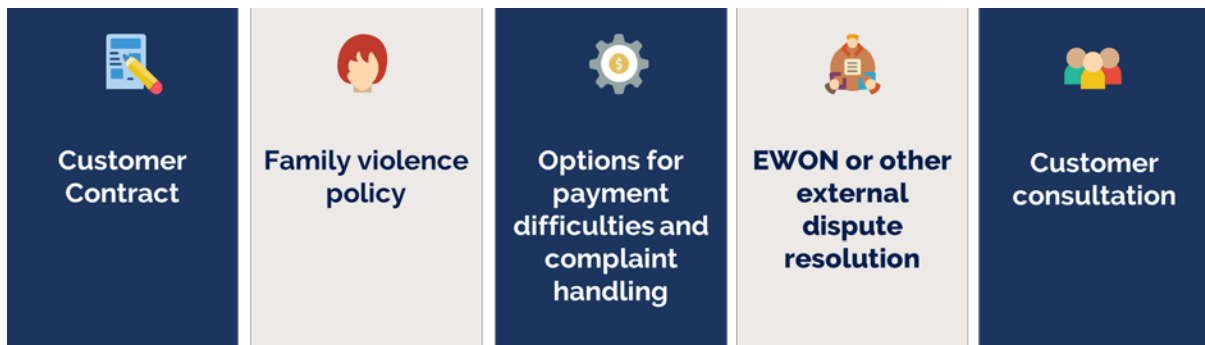 Customer
Contract
Family violence
policy
Options for
payment
difficulties and
complaint
handling
EWON or other
external
dispute
resolution
Customer
consultation